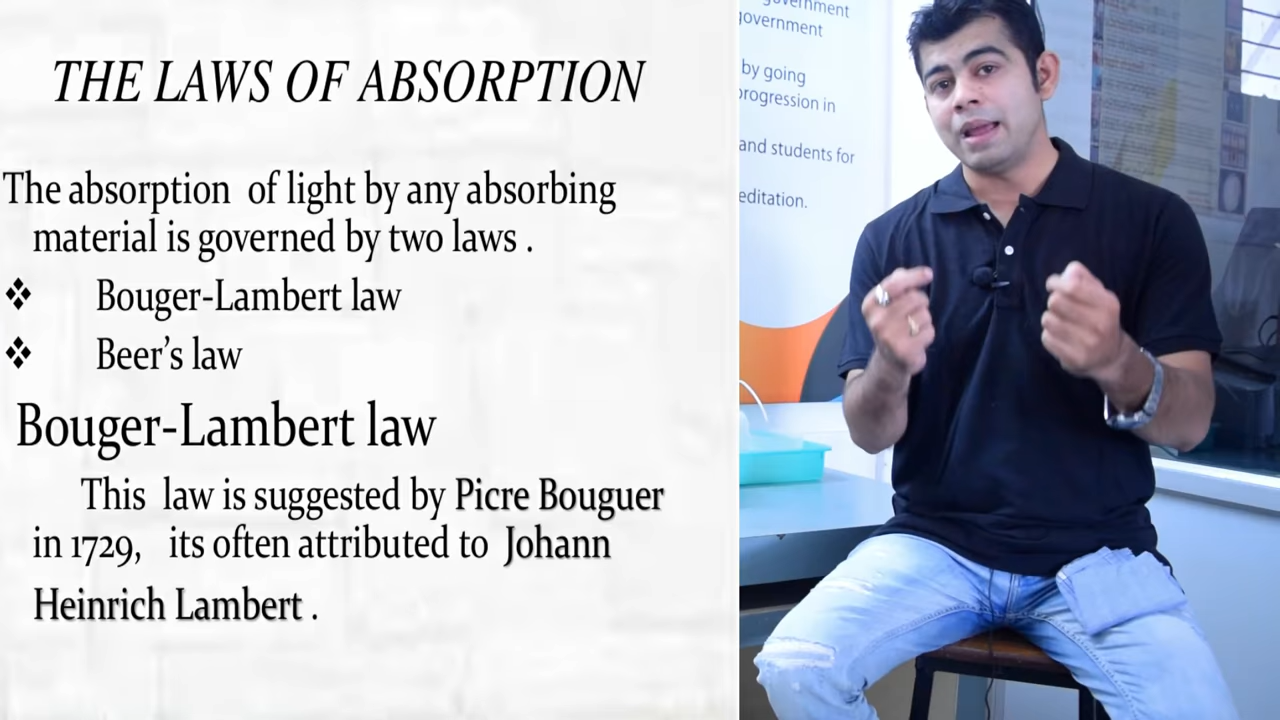 THE LAWS OF ABSORPTION
The absorption of light by any absorbing
material is governed by two laws .
❖ Bouger-Lambert law
❖ Beer's law
Bouger-Lambert law
This law is suggested by Picre Bouguer
in 1729, its often attributed to Johann
Heinrich Lambert .
government
government
by going
progression in
and students for
editation.